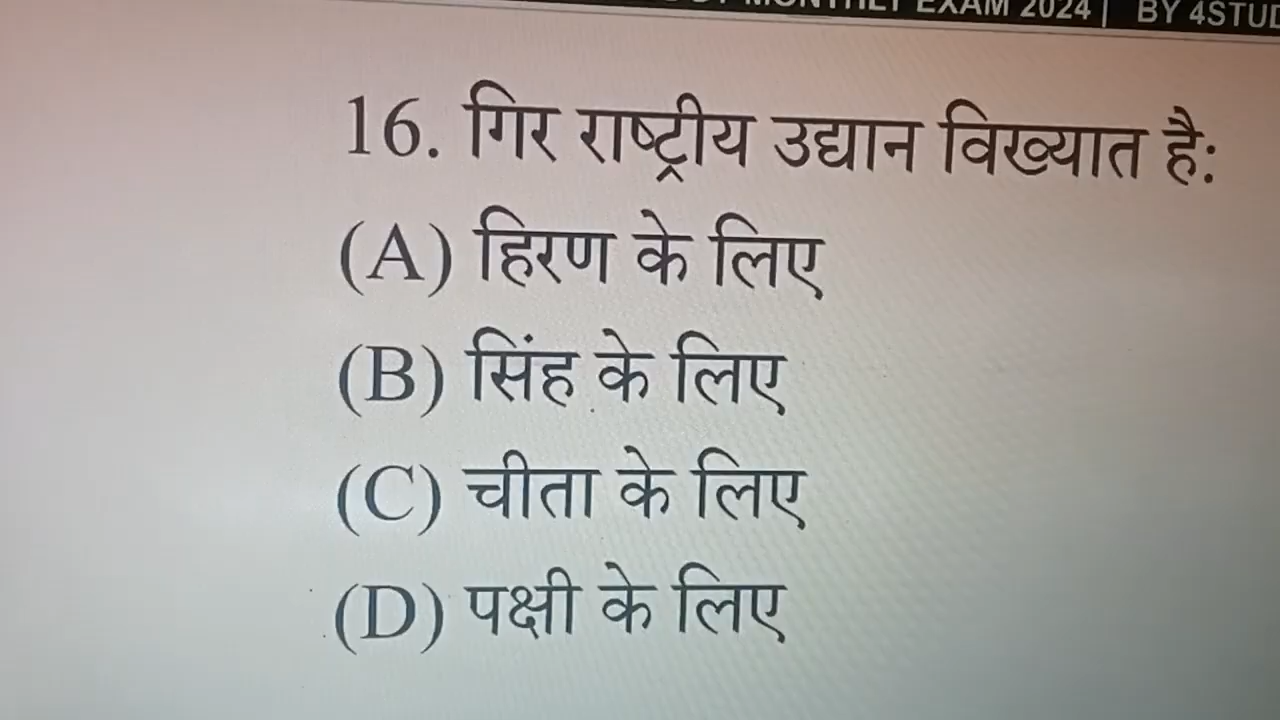 MONTHLY EXAM 2024 | BY 4STUD
16. गिर राष्ट्रीय उद्यान विख्यात है:
(A) हिरण के लिए
(B) सिंह के लिए
(C) चीता के लिए
(D) पक्षी के लिए